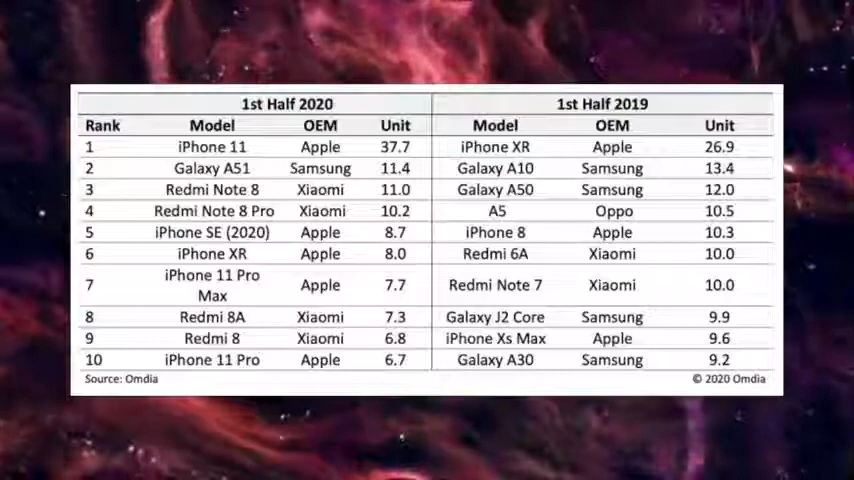 1st Half 2020 1st Half 2019
Rank Model OEM Unit Model OEM Unit
1 iPhone 11 Apple 37.7 iPhone XR Apple 26.9
2 Galaxy A51 Samsung 11.4 Galaxy A10 Samsung 13.4
3 Redmi Note 8 Xiaomi 11.0 Galaxy A50 Samsung 12.0
4 Redmi Note 8 Pro Xiaomi 10.2 A5 Oppo 10.5
5 iPhone SE (2020) Apple 8.7 iPhone 8 Apple 10.3
6 iPhone XR Apple 8.0 Redmi 6A Xiaomi 10.0
7 iPhone 11 Pro Max Apple 7.7 Redmi Note 7 Xiaomi 10.0
8 Redmi 8A Xiaomi 7.3 Galaxy J2 Core Samsung 9.9
9 Redmi 8 Xiaomi 6.8 iPhone Xs Max Apple 9.6
10 iPhone 11 Pro Apple 6.7 Galaxy A30 Samsung 9.2
Source: Omdia © 2020 Omdia